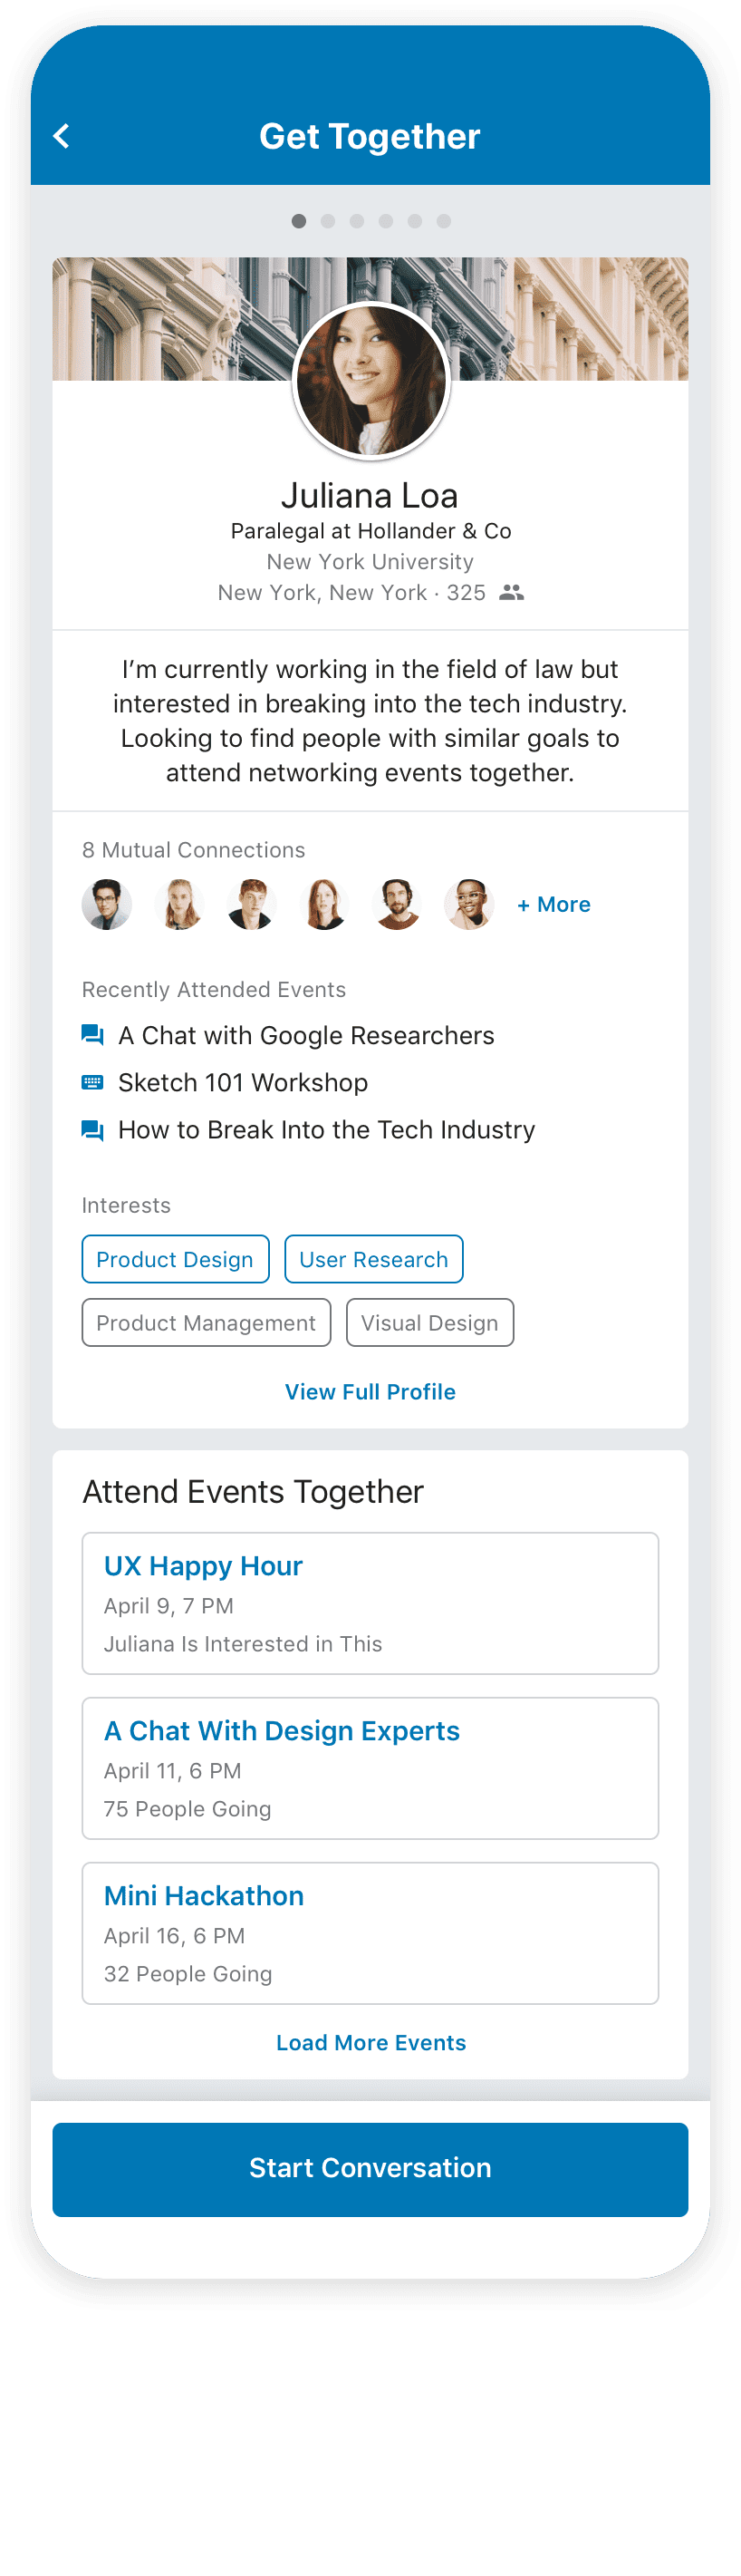 Get Together
Juliana Loa
Paralegal at Hollander & Co
New York University
New York, New York · 325
I’m currently working in the field of law but
interested in breaking into the tech industry.
Looking to find people with similar goals to
attend networking events together.
8 Mutual Connections
+ More
Recently Attended Events
A Chat with Google Researchers
Sketch 101 Workshop
How to Break Into the Tech Industry
Interests
Product Design User Research
Product Management Visual Design
View Full Profile
Attend Events Together
UX Happy Hour
April 9, 7 PM
Juliana Is Interested in This
A Chat With Design Experts
April 11, 6 PM
75 People Going
Mini Hackathon
April 16, 6 PM
32 People Going
Load More Events
Start Conversation